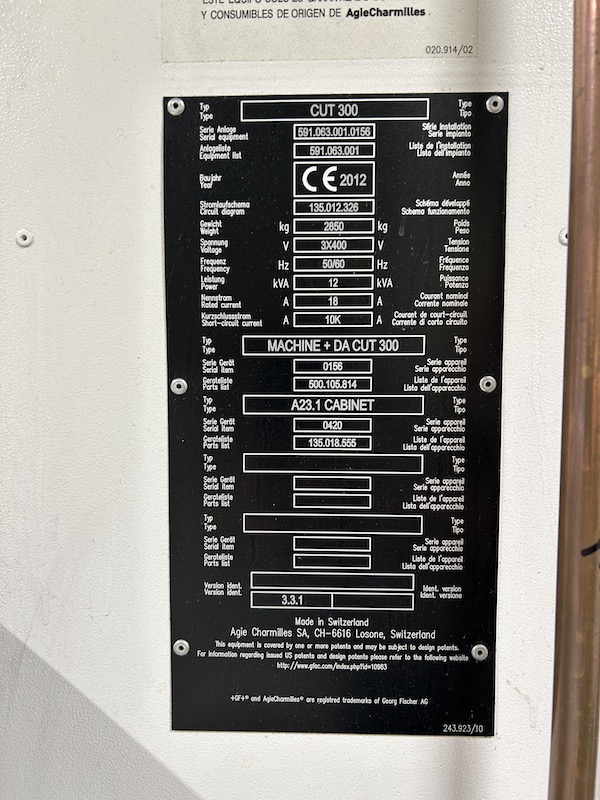 Y CONSUMIBLES DE ORIGEN DE AgieCharmilles.
020.914/02
Typ CUT 300 Type
Type Tipo
Serie Anlage 591.063.001.0156 Série installation
Serial equipment Serie impianto
Anlageliste 591.063.001 Liste de l'installation
Equipment list Lista dell'impianto
Baujahr CE 2012 Année
Year Anno
Stromlaufschema 135.012.326 Schéma développé
Circuit diagram Schema funzionamento
Gewicht kg 2850 kg Poids
Weight Peso
Spannung V 3X400 V Tension
Voltage Tensione
Frequenz Hz 50/60 Hz Fréquence
Frequency Frequenza
Leistung kVA 12 kVA Puissance
Power Potenza
Nennstrom A 18 A Courant nominal
Rated current Corrente nominale
Kurzschlussstrom A 10K A Courant de court-circuit
Short-circuit current Corrente di corto circuito
Typ MACHINE + DA CUT 300 Type
Type Tipo
Serie Gerät 0156 Serie appareil
Serial item Serie apparecchio
Geräteliste 500.105.814 Liste de l'appareil
Parts list Lista dell'apparecchio
Typ A23.1 CABINET Type
Type Tipo
Serie Gerät 0420 Serie appareil
Serial item Serie apparecchio
Geräteliste 135.018.555 Liste de l'appareil
Parts list Lista dell'apparecchio
Typ Type
Type Tipo
Serie Gerät Serie appareil
Serial item Serie apparecchio
Geräteliste Liste de l'appareil
Parts list Lista dell'apparecchio
Typ Type
Type Tipo
Serie Gerät Serie appareil
Serial item Serie apparecchio
Geräteliste Liste de l'appareil
Parts list Lista dell'apparecchio
Version ident. Ident. version
Version ident. 3.3.1 Ident. versione
Made in Switzerland
Agie Charmilles SA, CH-6616 Losone, Switzerland
This equipment is covered by one or more patents and may be subject to design patents.
For information regarding issued US patents and design patents please refer to the following website
http://www.gfac.com/index.php?id=10983
+GF+® and AgieCharmilles® are registred trademarks of Georg Fischer AG
243.923/10